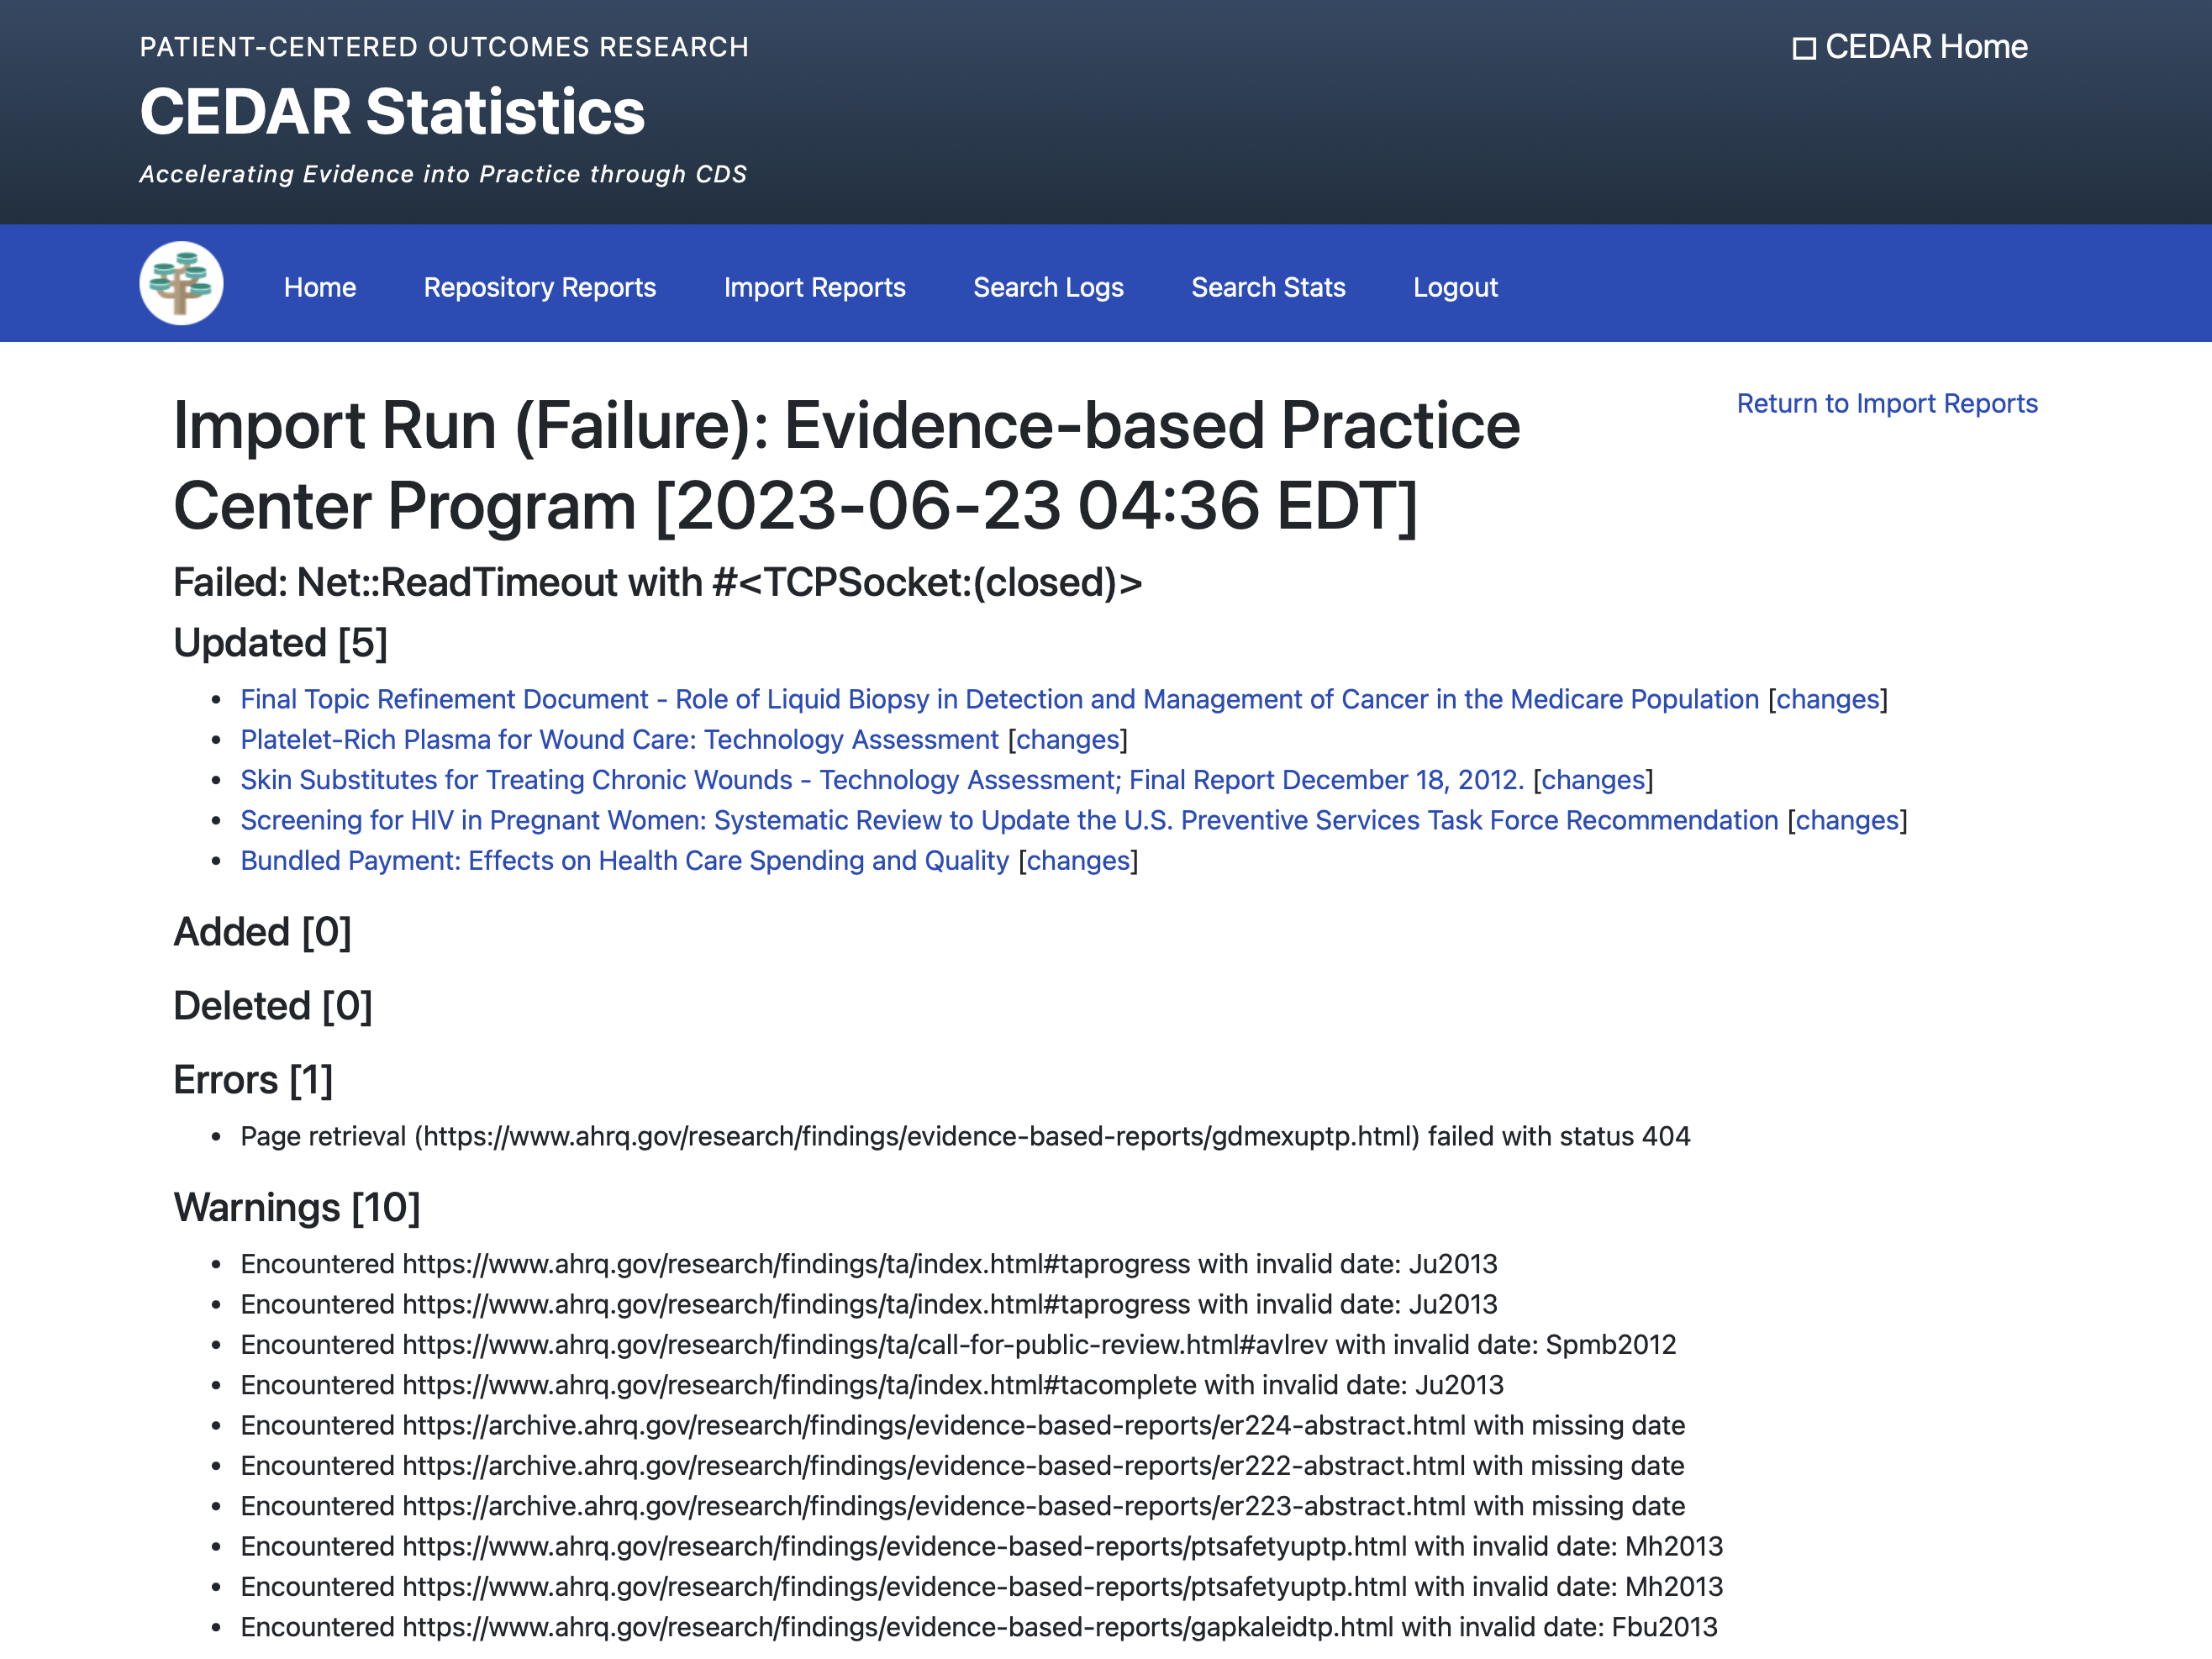 PATIENT-CENTERED OUTCOMES RESEARCH
CEDAR Home
CEDAR Statistics
Accelerating Evidence into Practice through CDS
Home Repository Reports Import Reports Search Logs Search Stats Logout
Return to Import Reports
Import Run (Failure): Evidence-based Practice
Center Program [2023-06-23 04:36 EDT]
Failed: Net::ReadTimeout with #<TCPSocket:(closed)>
Updated [5]
• Final Topic Refinement Document - Role of Liquid Biopsy in Detection and Management of Cancer in the Medicare Population [changes]
• Platelet-Rich Plasma for Wound Care: Technology Assessment [changes]
• Skin Substitutes for Treating Chronic Wounds - Technology Assessment; Final Report December 18, 2012. [changes]
• Screening for HIV in Pregnant Women: Systematic Review to Update the U.S. Preventive Services Task Force Recommendation [changes]
• Bundled Payment: Effects on Health Care Spending and Quality [changes]
Added [0]
Deleted [0]
Errors [1]
• Page retrieval (https://www.ahrq.gov/research/findings/evidence-based-reports/gdmexuptp.html) failed with status 404
Warnings [10]
• Encountered https://www.ahrq.gov/research/findings/ta/index.html#taprogress with invalid date: Ju2013
• Encountered https://www.ahrq.gov/research/findings/ta/index.html#taprogress with invalid date: Ju2013
• Encountered https://www.ahrq.gov/research/findings/ta/call-for-public-review.html#avlrev with invalid date: Spmb2012
• Encountered https://www.ahrq.gov/research/findings/ta/index.html#tacomplete with invalid date: Ju2013
• Encountered https://archive.ahrq.gov/research/findings/evidence-based-reports/er224-abstract.html with missing date
• Encountered https://archive.ahrq.gov/research/findings/evidence-based-reports/er222-abstract.html with missing date
• Encountered https://archive.ahrq.gov/research/findings/evidence-based-reports/er223-abstract.html with missing date
• Encountered https://www.ahrq.gov/research/findings/evidence-based-reports/ptsafetyuptp.html with invalid date: Mh2013
• Encountered https://www.ahrq.gov/research/findings/evidence-based-reports/ptsafetyuptp.html with invalid date: Mh2013
• Encountered https://www.ahrq.gov/research/findings/evidence-based-reports/gapkaleidtp.html with invalid date: Fbu2013